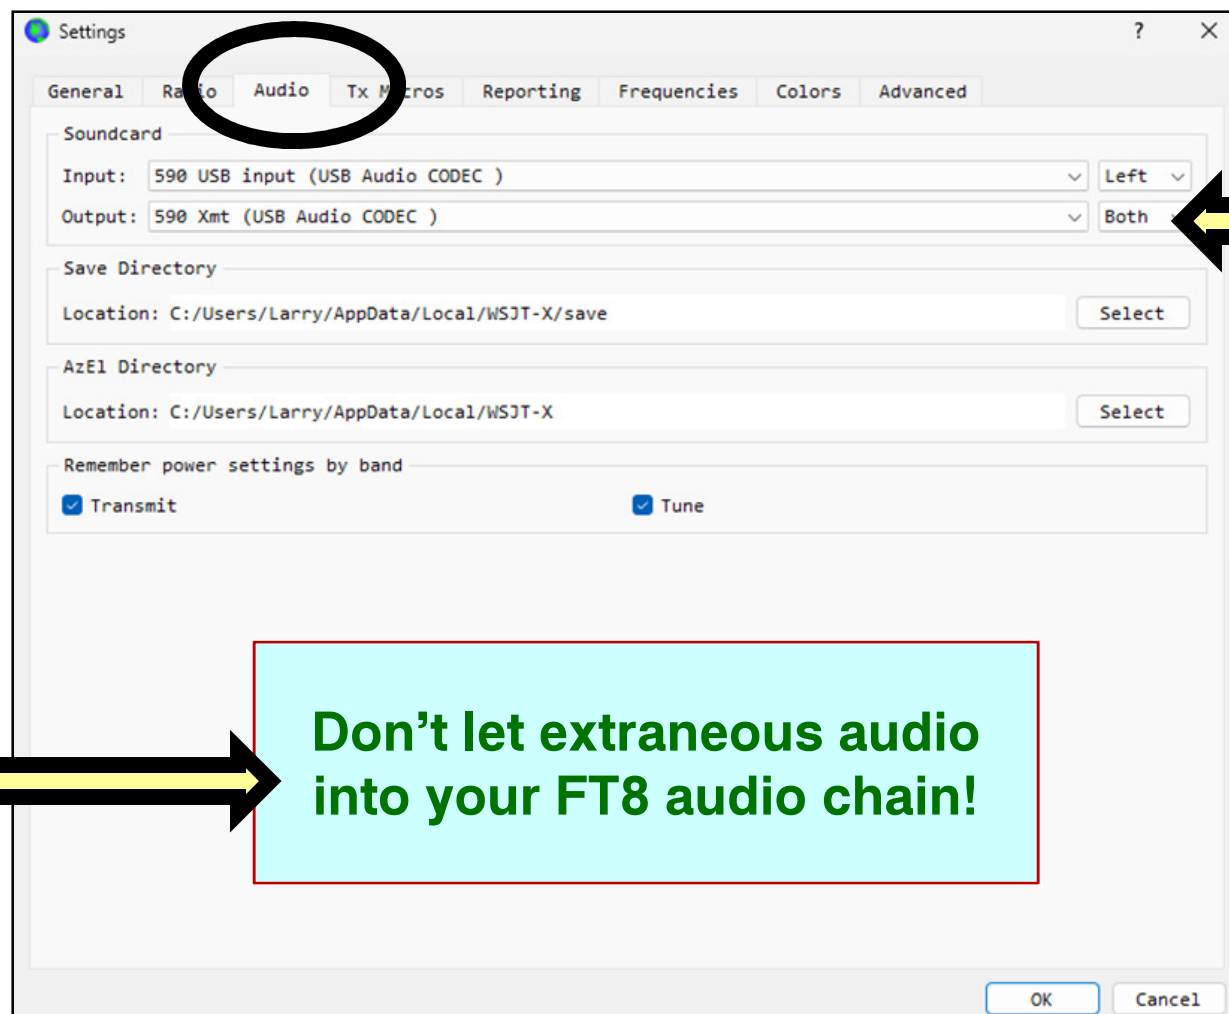 Settings ? ×
General Radio Audio Tx Macros Reporting Frequencies Colors Advanced
Soundcard
Input: 590 USB input (USB Audio CODEC ) Left
Output: 590 Xmt (USB Audio CODEC ) Both
Save Directory
Location: C:/Users/Larry/AppData/Local/WSJT-X/save Select
AzEl Directory
Location: C:/Users/Larry/AppData/Local/WSJT-X Select
Remember power settings by band
Transmit Tune
Don’t let extraneous audio
into your FT8 audio chain!
OK Cancel